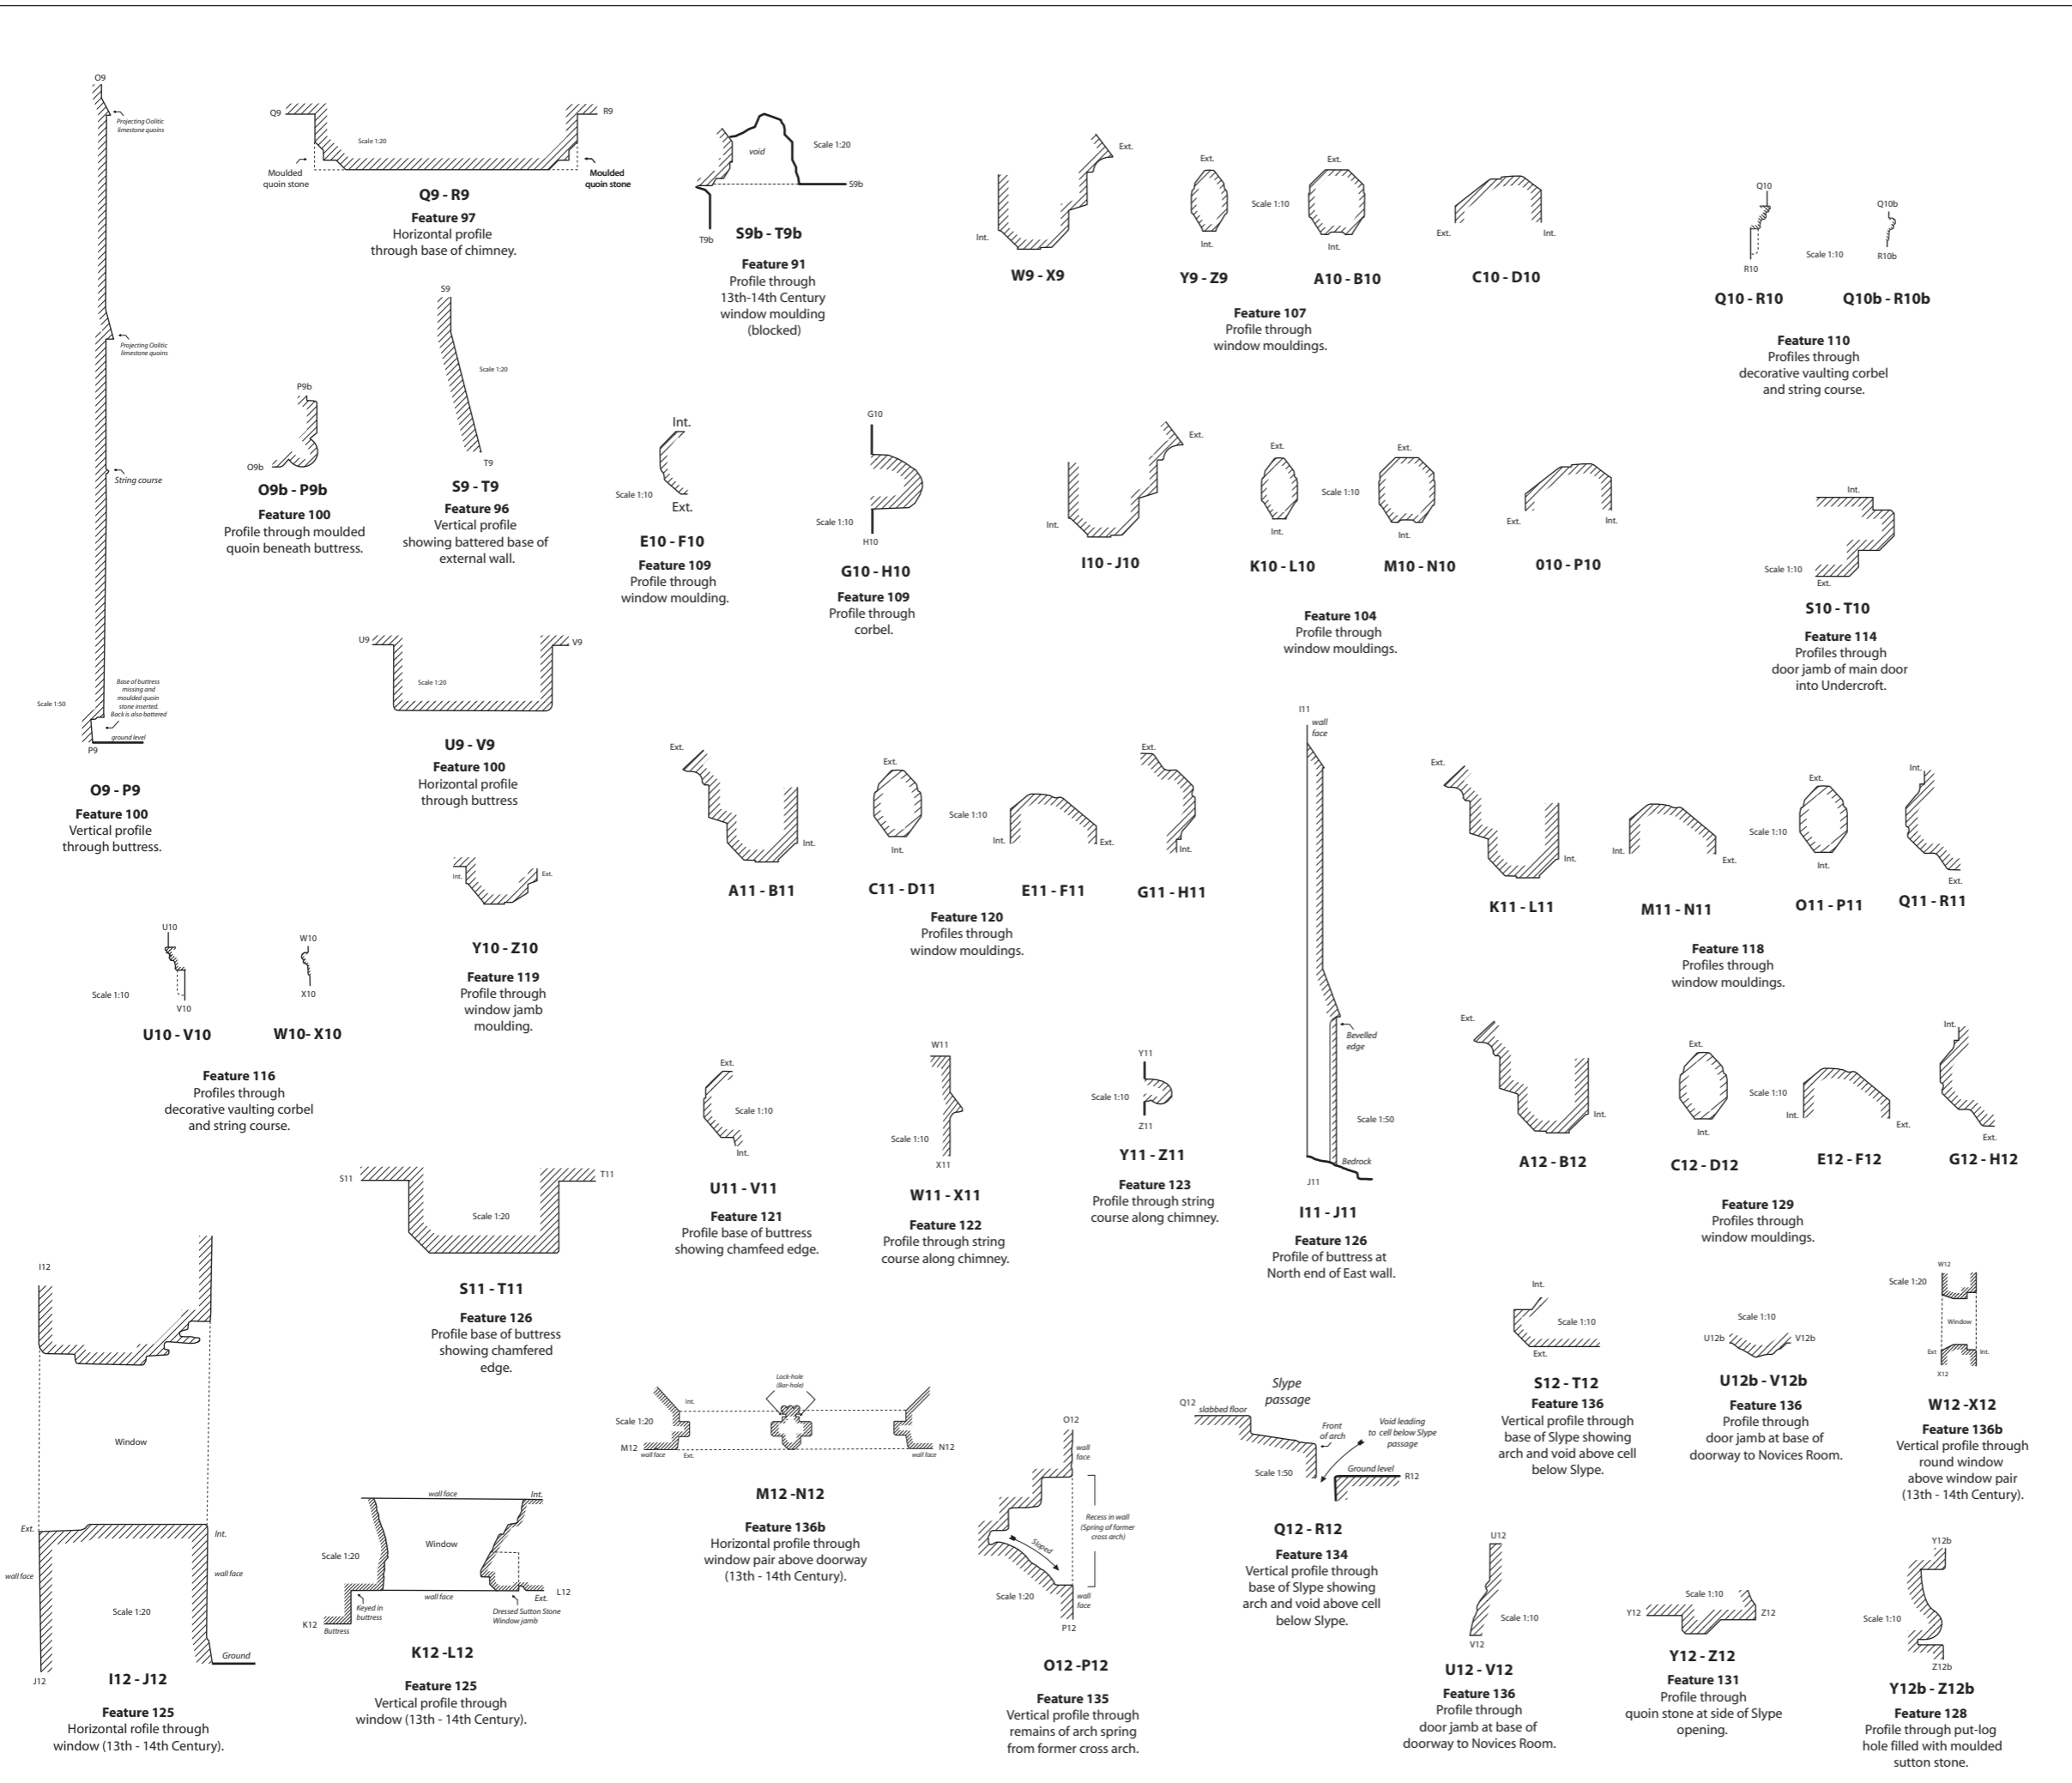 O9
Projecting Oolitic
limestone quoins
Projecting Oolitic
limestone quoins
String course
Base of buttress
missing and
moulded quoin
stone inserted.
Back is also battered
Scale 1:50
ground level
P9
O9 - P9
Feature 100
Vertical profile
through buttress.
Q9
R9
Scale 1:20
Moulded
quoin stone
Moulded
quoin stone
Q9 - R9
Feature 97
Horizontal profile
through base of chimney.
void
Scale 1:20
S9b
T9b
S9b - T9b
Feature 91
Profile through
13th-14th Century
window moulding
(blocked)
Ext.
Int.
W9 - X9
Ext.
Int.
Y9 - Z9
Scale 1:10
Ext.
Int.
A10 - B10
Ext.
Int.
C10 - D10
Feature 107
Profile through
window mouldings.
Q10
R10
Scale 1:10
Q10b
R10b
Q10 - R10
Q10b - R10b
Feature 110
Profiles through
decorative vaulting corbel
and string course.
P9b
O9b
O9b - P9b
Feature 100
Profile through moulded
quoin beneath buttress.
S9
Scale 1:20
T9
S9 - T9
Feature 96
Vertical profile
showing battered base of
external wall.
Int.
Scale 1:10
Ext.
E10 - F10
Feature 109
Profile through
window moulding.
G10
Scale 1:10
H10
G10 - H10
Feature 109
Profile through
corbel.
Ext.
Int.
I10 - J10
Ext.
Int.
K10 - L10
Scale 1:10
Ext.
Int.
M10 - N10
Ext.
Int.
010 - P10
Feature 104
Profile through
window mouldings.
Int.
Scale 1:10
Ext.
S10 - T10
Feature 114
Profiles through
door jamb of main door
into Undercroft.
U9
V9
Scale 1:20
U9 - V9
Feature 100
Horizontal profile
through buttress
Ext.
Int.
A11 - B11
Ext.
Int.
C11 - D11
Scale 1:10
Int.
Ext.
E11 - F11
Ext.
Int.
G11 - H11
Feature 120
Profiles through
window mouldings.
I11
wall
face
Bevelled
edge
Scale 1:50
Bedrock
J11
I11 - J11
Feature 126
Profile of buttress at
North end of East wall.
Ext.
Int.
K11 - L11
Int.
Ext.
M11 - N11
Scale 1:10
Ext.
Int.
O11 - P11
Int.
Ext.
Q11 - R11
Feature 118
Profiles through
window mouldings.
U10
Scale 1:10
V10
W10
X10
U10 - V10
W10- X10
Feature 116
Profiles through
decorative vaulting corbel
and string course.
Int.
Ext.
Y10 - Z10
Feature 119
Profile through
window jamb
moulding.
Ext.
Scale 1:10
Int.
U11 - V11
Feature 121
Profile base of buttress
showing chamfeed edge.
W11
Scale 1:10
X11
W11 - X11
Feature 122
Profile through string
course along chimney.
Y11
Scale 1:10
Z11
Y11 - Z11
Feature 123
Profile through string
course along chimney.
Ext.
Int.
A12 - B12
Ext.
Int.
C12 - D12
Scale 1:10
Int.
Ext.
E12 - F12
Int.
Ext.
G12 - H12
Feature 129
Profiles through
window mouldings.
S11
T11
Scale 1:20
S11 - T11
Feature 126
Profile base of buttress
showing chamfered
edge.
I12
Window
Ext.
Int.
wall face
wall face
Scale 1:20
Ground
J12
I12 - J12
Feature 125
Horizontal rofile through
window (13th - 14th Century).
wall face
Int.
Window
Scale 1:20
wall face
Ext.
L12
Keyed in
buttress
Dressed Sutton Stone
Window jamb
K12
Buttress
K12 -L12
Feature 125
Vertical profile through
window (13th - 14th Century).
Lock-hole
(Bar-hole)
Int.
Scale 1:20
M12
wall face
Ext.
N12
wall face
M12 -N12
Feature 136b
Horizontal profile through
window pair above doorway
(13th - 14th Century).
O12
wall
face
Recess in wall
(Spring of former
cross arch)
Sloped
Scale 1:20
wall
face
P12
O12 -P12
Feature 135
Vertical profile through
remains of arch spring
from former cross arch.
Slype
passage
Q12
slabbed floor
Front
of arch
Void leading
to cell below Slype
passage
Scale 1:50
Ground level
R12
Q12 - R12
Feature 134
Vertical profile through
base of Slype showing
arch and void above cell
below Slype.
Int.
Scale 1:10
Ext.
S12 - T12
Feature 136
Vertical profile through
base of Slype showing
arch and void above cell
below Slype.
Scale 1:10
U12b
V12b
U12b - V12b
Feature 136
Profile through
door jamb at base of
doorway to Novices Room.
W12
Scale 1:20
Window
Ext
Int.
X12
W12 -X12
Feature 136b
Vertical profile through
round window
above window pair
(13th - 14th Century).
U12
Scale 1:10
V12
U12 - V12
Feature 136
Profile through
door jamb at base of
doorway to Novices Room.
Scale 1:10
Y12
Z12
Y12 - Z12
Feature 131
Profile through
quoin stone at side of Slype
opening.
Y12b
Scale 1:10
Z12b
Y12b - Z12b
Feature 128
Profile through put-log
hole filled with moulded
sutton stone.